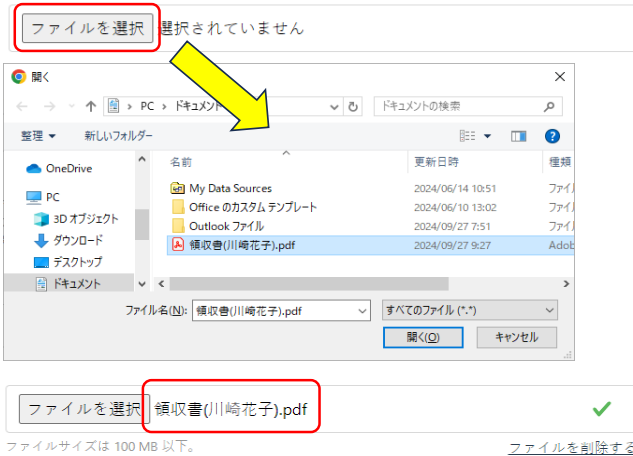 ファイルを選択 選択されていません
開く
PC › ドキュメント ドキュメントの検索
整理 新しいフォルダー
名前 更新日時 種類
OneDrive
PC
3D オブジェクト
ダウンロード
デスクトップ
ドキュメント
My Data Sources 2024/06/14 10:51 ファイ
Office のカスタム テンプレート 2024/06/10 13:02 ファイ
Outlook ファイル 2024/09/27 7:51 ファイ
領収書(川崎花子).pdf 2024/09/27 9:27 Adob
ファイル名(N): 領収書(川崎花子).pdf すべてのファイル (*.*)
開く(O) キャンセル
ファイルを選択 領収書(川崎花子).pdf
ファイルサイズは 100 MB 以下。 ファイルを削除する